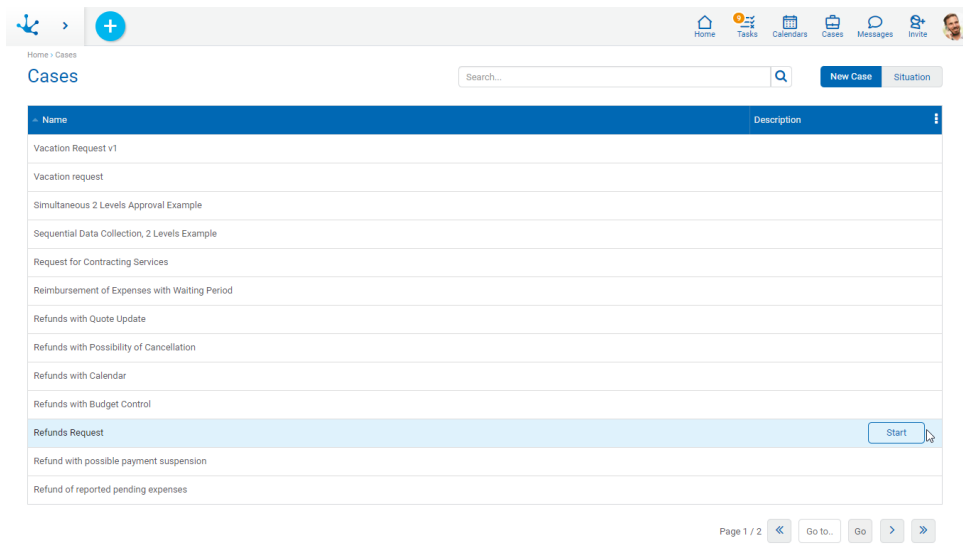 9
Home Tasks Calendars Cases Messages Invite
Home › Cases
Cases
Search...
New Case Situation
Name Description
Vacation Request v1
Vacation request
Simultaneous 2 Levels Approval Example
Sequential Data Collection, 2 Levels Example
Request for Contracting Services
Reimbursement of Expenses with Waiting Period
Refunds with Quote Update
Refunds with Possibility of Cancellation
Refunds with Calendar
Refunds with Budget Control
Refunds Request Start
Refund with possible payment suspension
Refund of reported pending expenses
Page 1 / 2 Go to.. Go